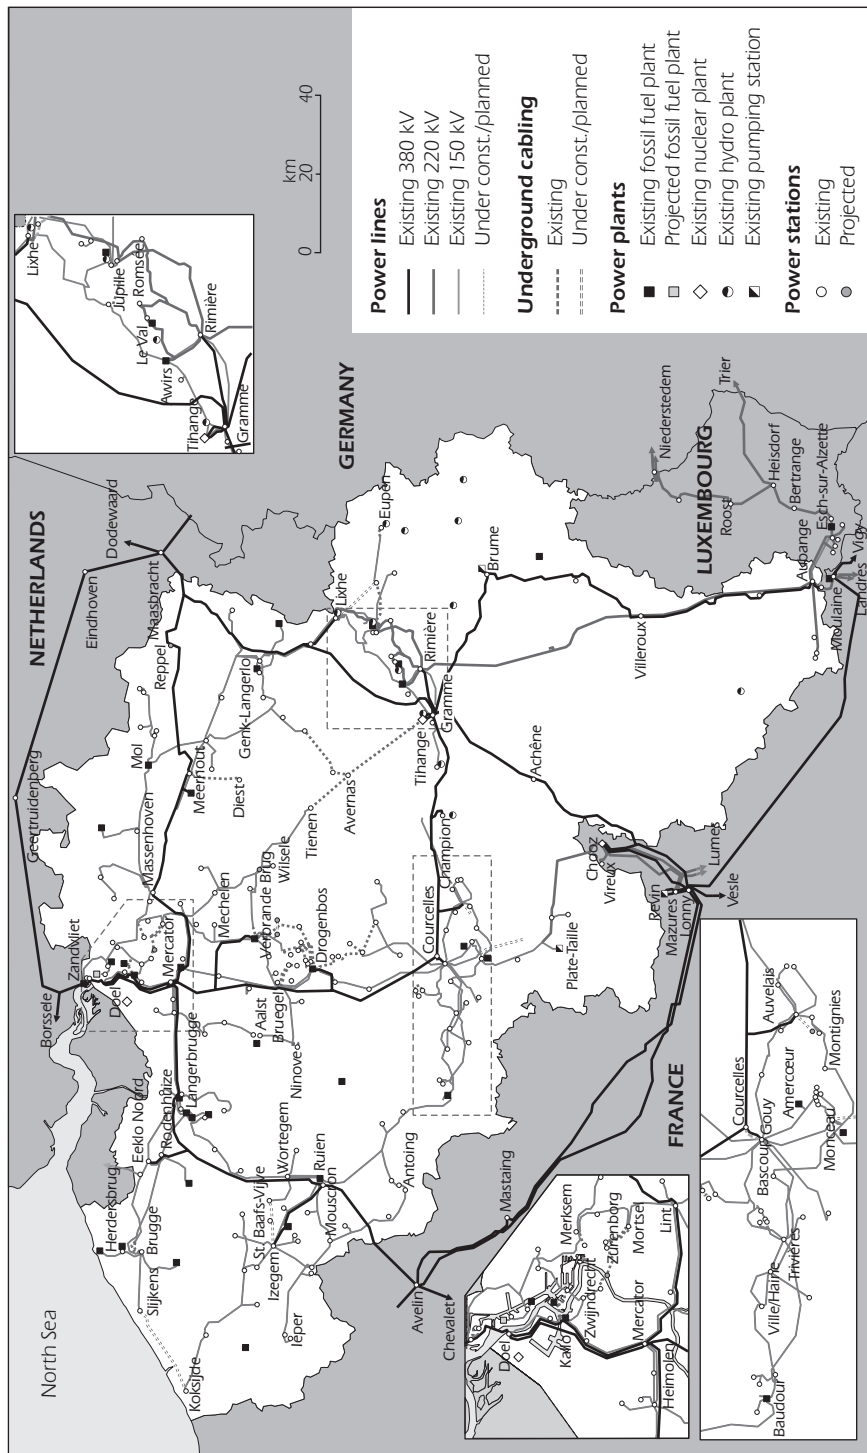 North Sea
NETHERLANDS
GERMANY
LUXEMBOURG
FRANCE
Borssele
Zandvliet
Geertruidenberg
Eindhoven
Dodewaard
Maasbracht
Herdersbrug
Brugge
Slijkens
Koksijde
Eeklo Noord
Rodenhuize
Langerbrugge
Doel
Mercator
Massenhoven
Mol
Reppel
Meerhout
Genk-Langerlo
Diest
Mechelen
Verbrande Brug
Wilsele
Tienen
Avernas
Aalst
Bruegel
Drogenbos
Ninove
St. Baafs-Vijve
Wortegem
Izegem
Ruien
Mouscron
Ieper
Antoing
Avelin
Chevalet
Mastaing
Courcelles
Champion
Tihange
Gramme
Rimière
Lixhe
Eupen
Brume
Achêne
Villeroux
Plate-Taille
Chooz
Vireux
Revin
Mazures
Lonny
Lumes
Vesle
Aubange
Moulaine
Landres
Vigy
Esch-sur-Alzette
Bertrange
Heisdorf
Roost
Niederstedem
Trier
Lixhe
Jupille
Romsée
Le Val
Awirs
Rimière
Tihange
Gramme
km
0
20
40
Power lines
Existing 380 kV
Existing 220 kV
Existing 150 kV
Under const./planned
Underground cabling
Existing
Under const./planned
Power plants
Existing fossil fuel plant
Projected fossil fuel plant
Existing nuclear plant
Existing hydro plant
Existing pumping station
Power stations
Existing
Projected
Doel
Kallo
Zwijndrecht
Merksem
Zurenborg
Mortsel
Lint
Mercator
Heimolen
Courcelles
Gouy
Bascoup
Auvelais
Amercœur
Montignies
Monceau
Trivières
Ville/Haine
Baudour